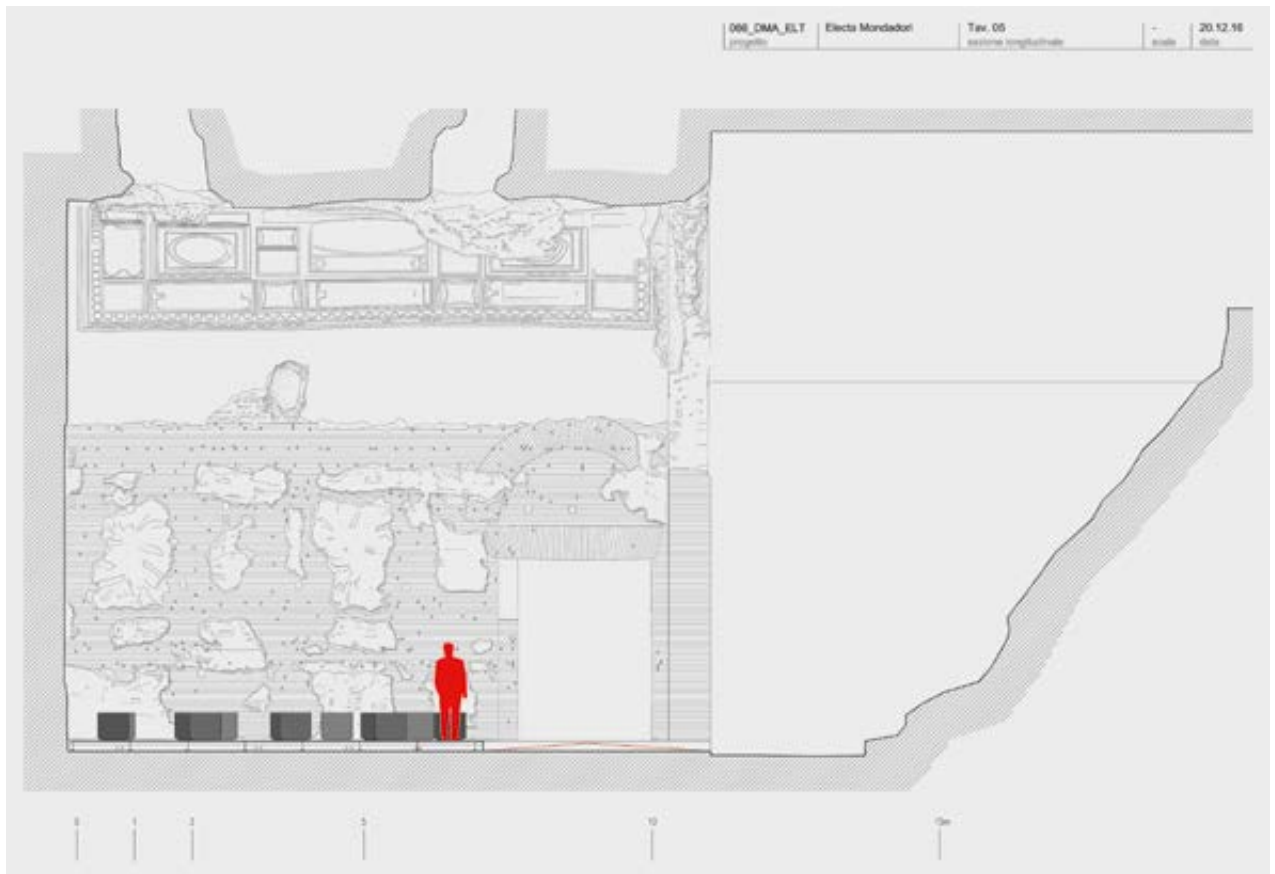 066_DMA_ELT Electa Mondadori Tav. 05 - 20.12.16
progetto sezione longitudinale scala data
0 1 2 5 10 15m